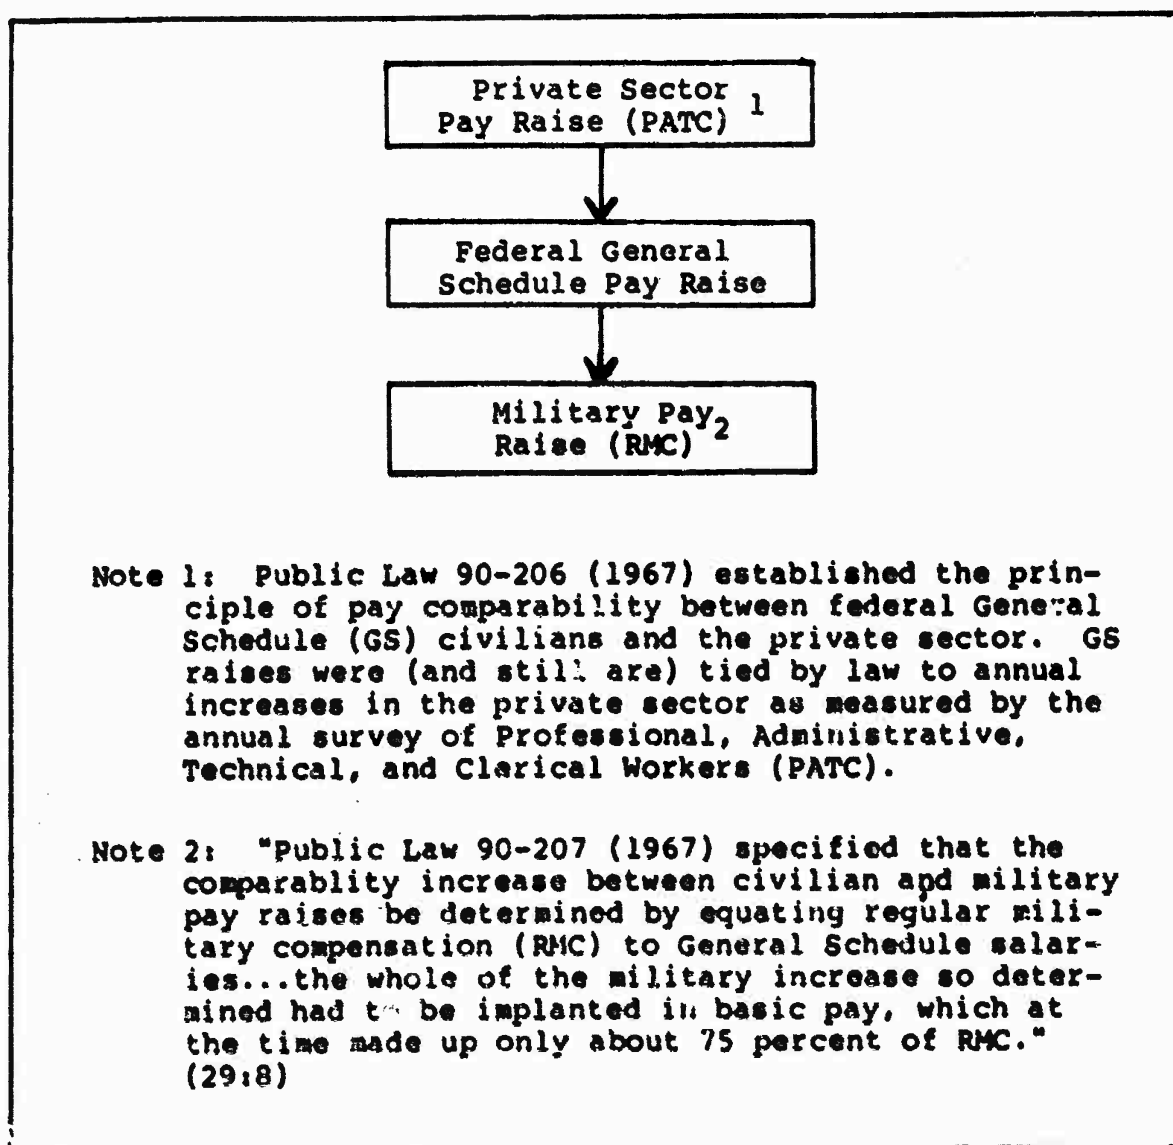 Private Sector
Pay Raise (PATC) 1
Federal General
Schedule Pay Raise
Military Pay 2
Raise (RMC)
Note 1: Public Law 90-206 (1967) established the prin-
ciple of pay comparability between federal General
Schedule (GS) civilians and the private sector. GS
raises were (and still are) tied by law to annual
increases in the private sector as measured by the
annual survey of Professional, Administrative,
Technical, and Clerical Workers (PATC).
Note 2: "Public Law 90-207 (1967) specified that the
comparablity increase between civilian and military
pay raises be determined by equating regular mili-
tary compensation (RMC) to General Schedule salar-
ies...the whole of the military increase so deter-
mined had to be implanted in basic pay, which at
the time made up only about 75 percent of RMC."
(29:8)